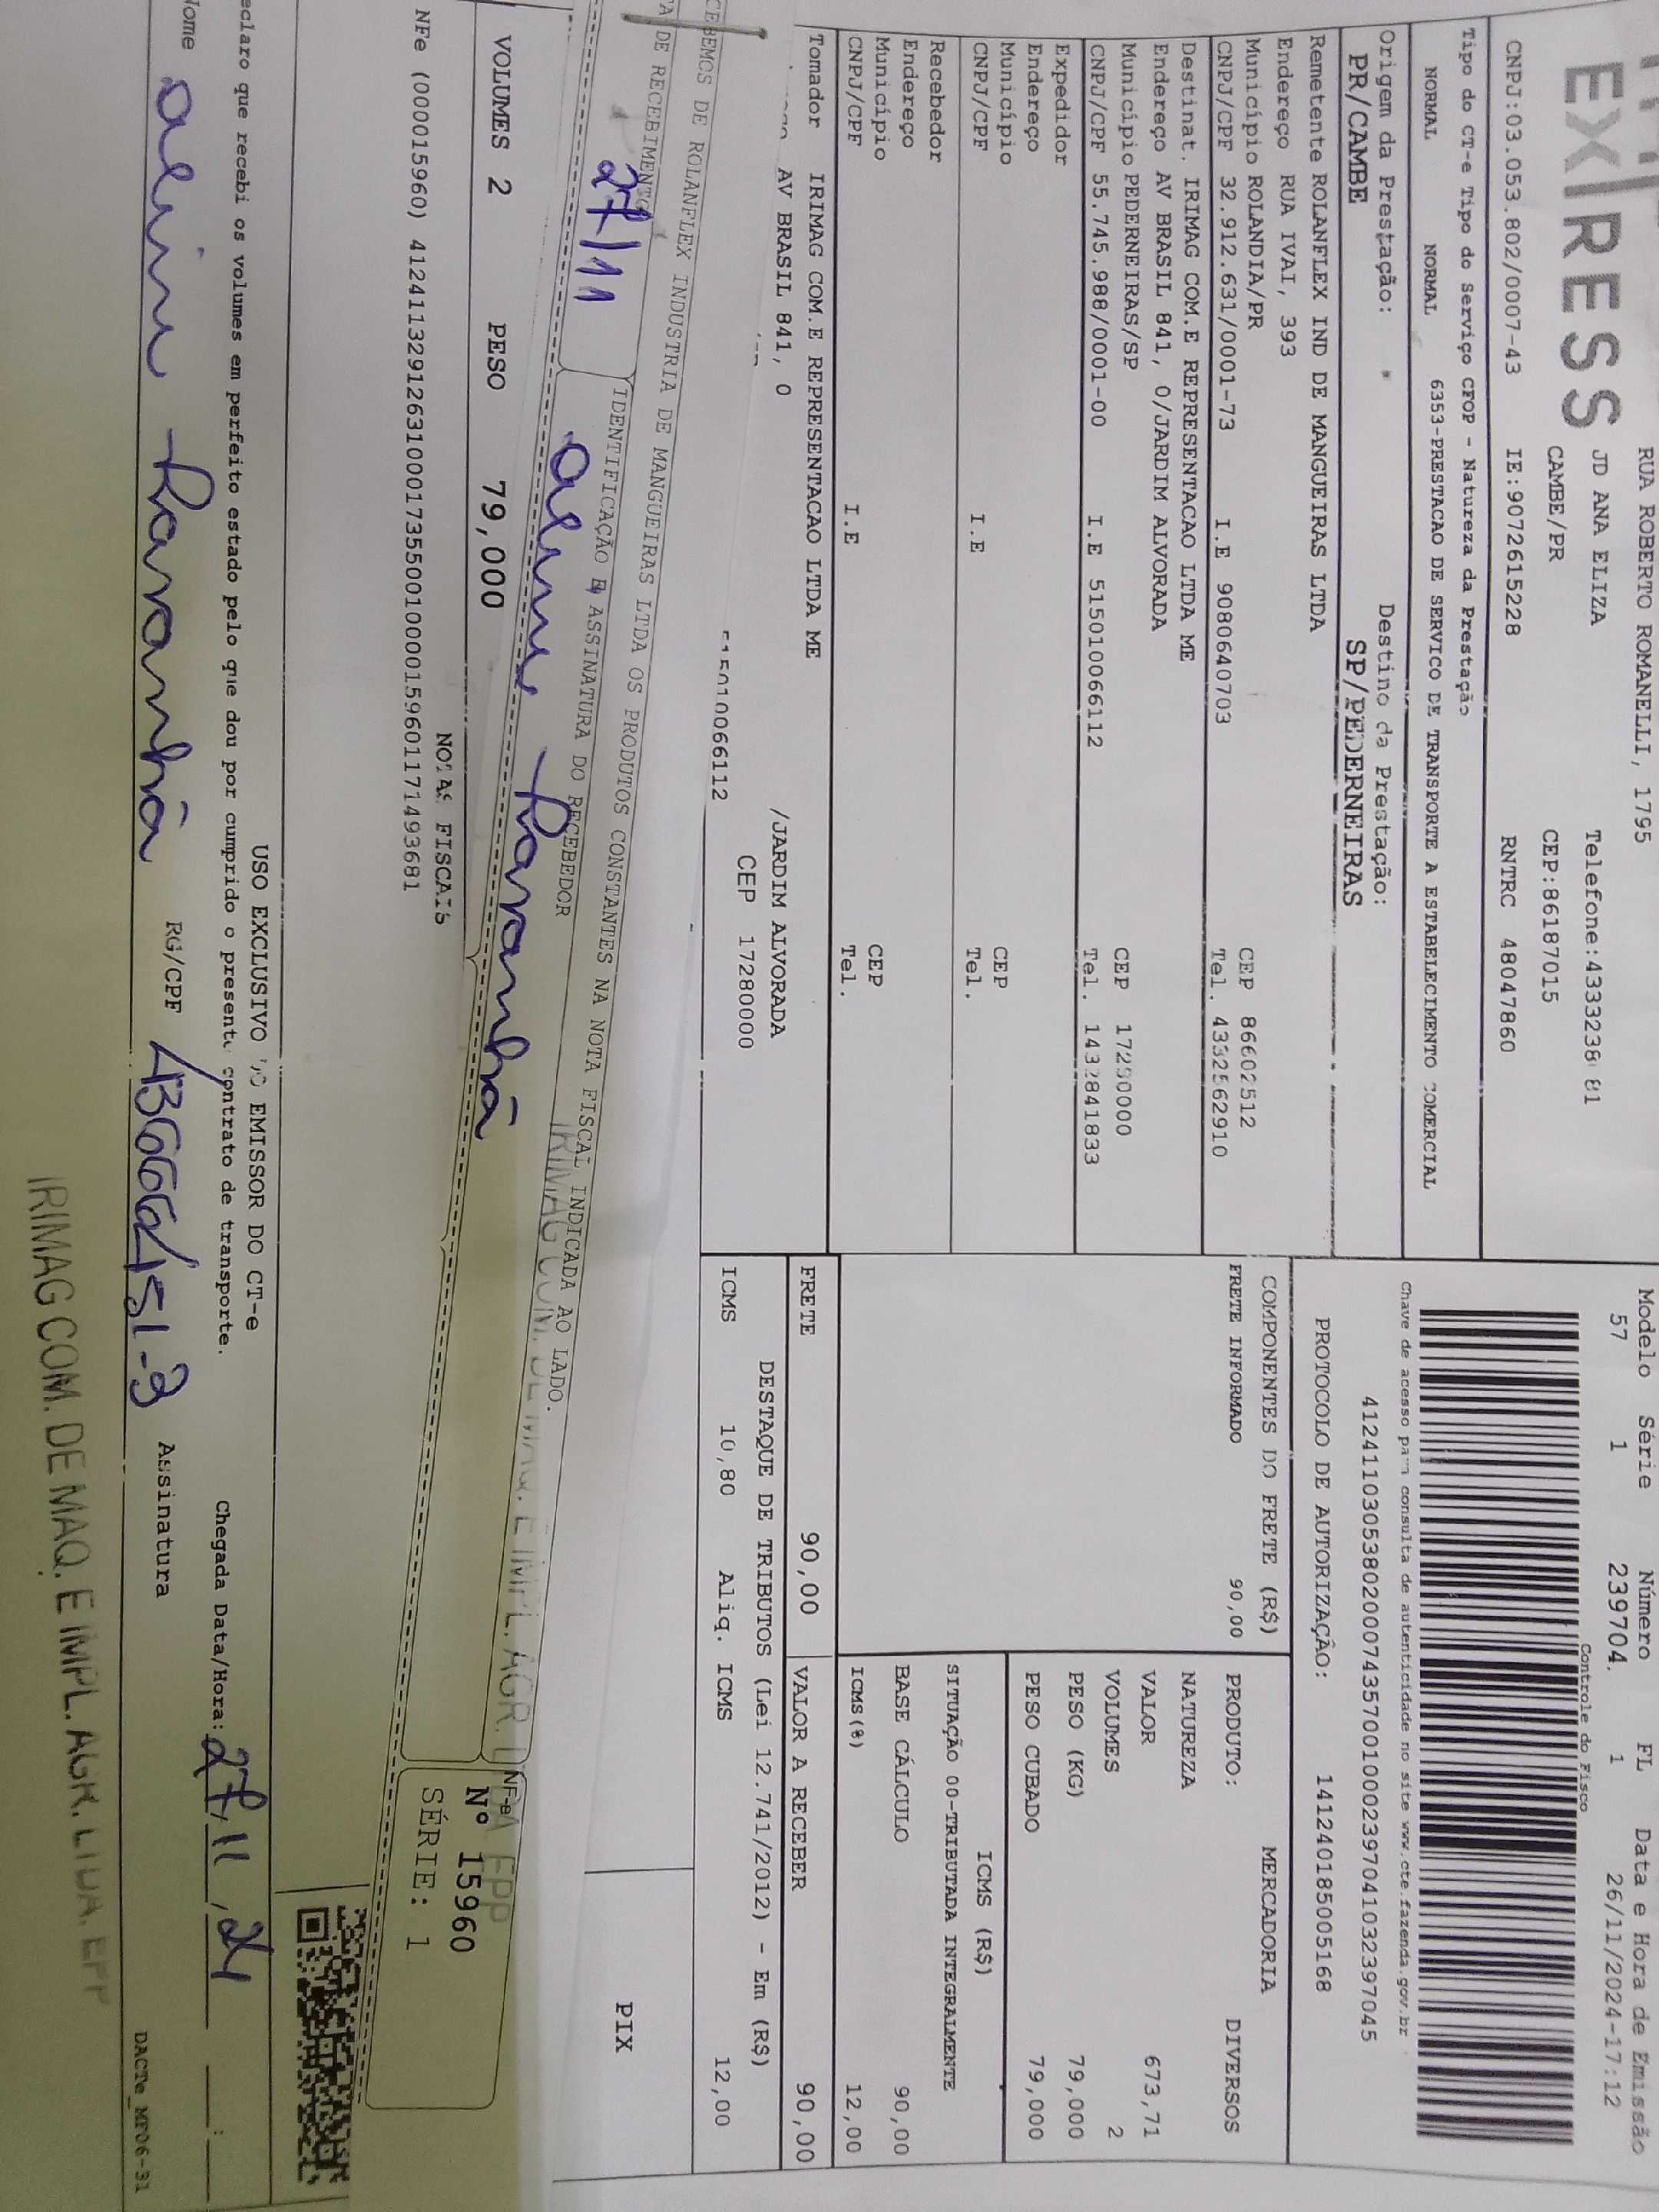 EX RESS
RUA ROBERTO ROMANELLI, 1795
JD ANA ELIZA
CAMBE/PR
CEP:86187015
CNPJ:03.053.802/0007-43 IE:9072615228 RNTRC 48047860
Modelo Série Número FL Data e Hora de Emissão
57 1 239704. 1 26/11/2024-17:12
Controle do Fisco
Tipo do CT-e Tipo do Serviço CFOP - Natureza da Prestação
NORMAL NORMAL 6353-PRESTACAO DE SERVICO DE TRANSPORTE A ESTABELECIMENTO COMERCIAL
Chave de acesso para consulta de autenticidade no site www.cte.fazenda.gov.br
41241103053802000743570010002397041032397045
Origem da Prestação: Destino da Prestação:
PR/CAMBE SP/PEDERNEIRAS
PROTOCOLO DE AUTORIZAÇÃO: 141240185005168
Remetente ROLANFLEX IND DE MANGUEIRAS LTDA
Endereço RUA IVAI, 393
Município ROLANDIA/PR CEP 86602512
CNPJ/CPF 32.912.631/0001-73 I.E 9080640703 Tel. 4332562910
Destinat. IRIMAG COM.E REPRESENTACAO LTDA ME
Endereço AV BRASIL 841, 0/JARDIM ALVORADA
Município PEDERNEIRAS/SP CEP 17280000
CNPJ/CPF 55.745.988/0001-00 I.E 515010066112 Tel. 1432841833
Expedidor
Endereço
Município CEP
CNPJ/CPF I.E Tel.
Recebedor
Endereço
Município CEP
CNPJ/CPF I.E Tel.
Tomador IRIMAG COM.E REPRESENTACAO LTDA ME
AV BRASIL 841, 0 /JARDIM ALVORADA
CEP 17280000
COMPONENTES DO FRETE (R$)
FRETE INFORMADO 90,00
MERCADORIA
PRODUTO: DIVERSOS
NATUREZA
VALOR 673,71
VOLUMES 2
PESO (KG) 79,000
PESO CUBADO 79,000
ICMS (R$)
SITUAÇÃO 00-TRIBUTADA INTEGRALMENTE
BASE CÁLCULO 90,00
ICMS(%) 12,00
FRETE 90,00 VALOR A RECEBER 90,00
DESTAQUE DE TRIBUTOS (Lei 12.741/2012) - Em (R$)
ICMS 10,80 Aliq. ICMS 12,00
PIX
CEBEMOS DE ROLANFLEX INDUSTRIA DE MANGUEIRAS LTDA OS PRODUTOS CONSTANTES NA NOTA FISCAL INDICADA AO LADO.
TA DE RECEBIMENTO IDENTIFICAÇÃO E ASSINATURA DO RECEBEDOR
27/11 Aline Paranhã
NF-e
Nº 15960
SÉRIE: 1
VOLUMES 2 PESO 79,000
NOTAS FISCAIS
NFe (000015960) 41241132912631000173550010000159601171493681
USO EXCLUSIVO DO EMISSOR DO CT-e
eclaro que recebi os volumes em perfeito estado pelo que dou por cumprido o presente contrato de transporte.
Chegada Data/Hora: 27/11,24
Nome Aline Paranhã RG/CPF Assinatura
IRIMAG COM. DE MAQ. E IMPL. AGR. LTDA. EPP
DACTe_MF06-31